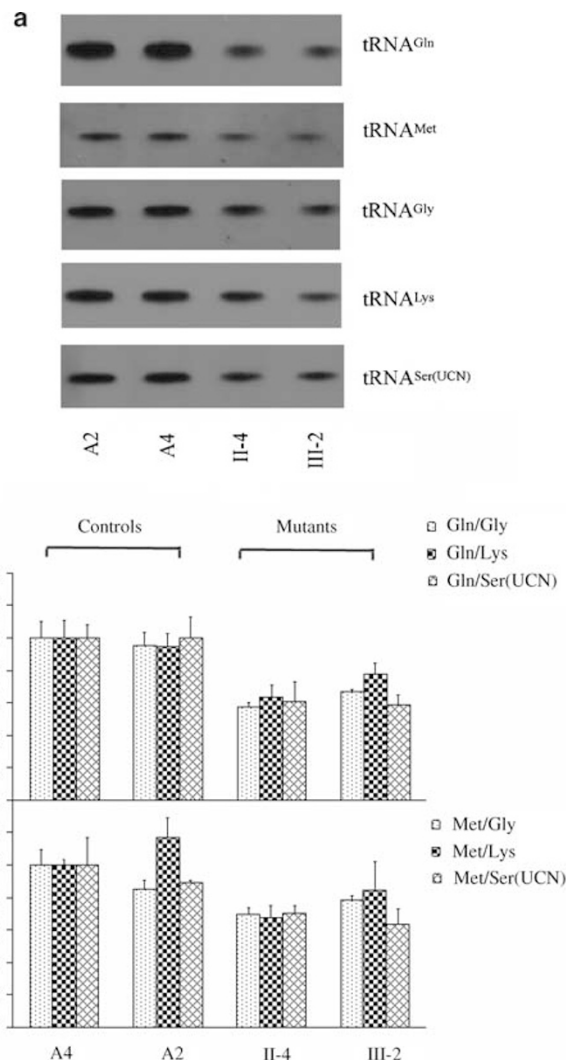 a
tRNAGln
tRNAMet
tRNAGly
tRNALys
tRNASer(UCN)
A2 A4 II-4 III-2
Controls Mutants
Gln/Gly
Gln/Lys
Gln/Ser(UCN)
Met/Gly
Met/Lys
Met/Ser(UCN)
A4 A2 II-4 III-2